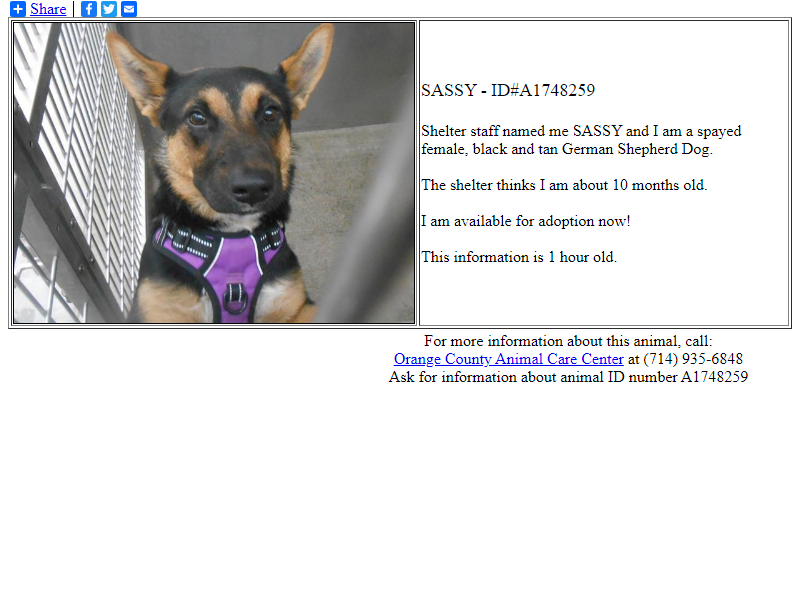 Share
SASSY - ID#A1748259
Shelter staff named me SASSY and I am a spayed
female, black and tan German Shepherd Dog.
The shelter thinks I am about 10 months old.
I am available for adoption now!
This information is 1 hour old.
For more information about this animal, call:
Orange County Animal Care Center at (714) 935-6848
Ask for information about animal ID number A1748259